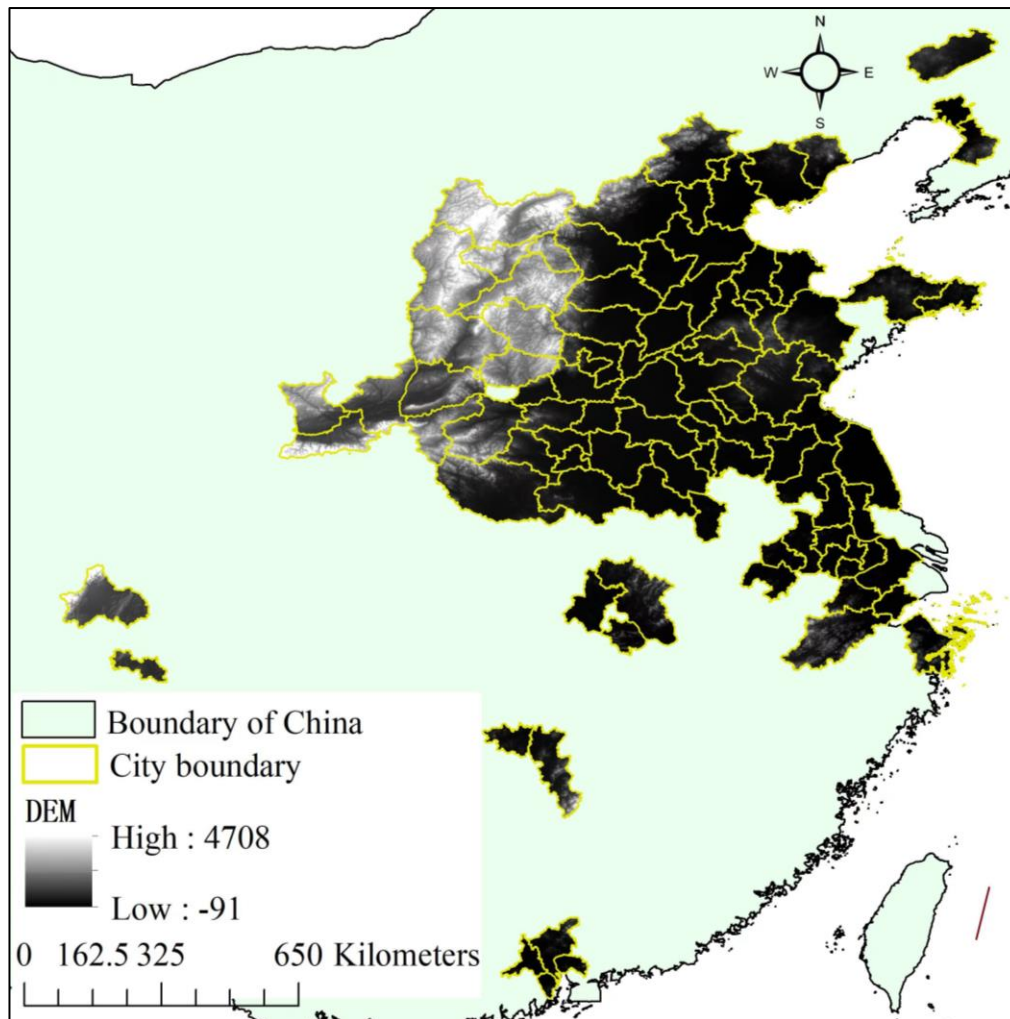 N
W E
S
Boundary of China
City boundary
DEM
High : 4708
Low : -91
0 162.5 325 650 Kilometers